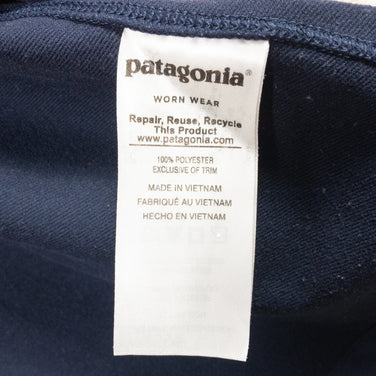 patagonia®
WORN WEAR
Repair, Reuse, Recycle
This Product
www.patagonia.com
100% POLYESTER
EXCLUSIVE OF TRIM
MADE IN VIETNAM
FABRIQUÉ AU VIETNAM
HECHO EN VIETNAM